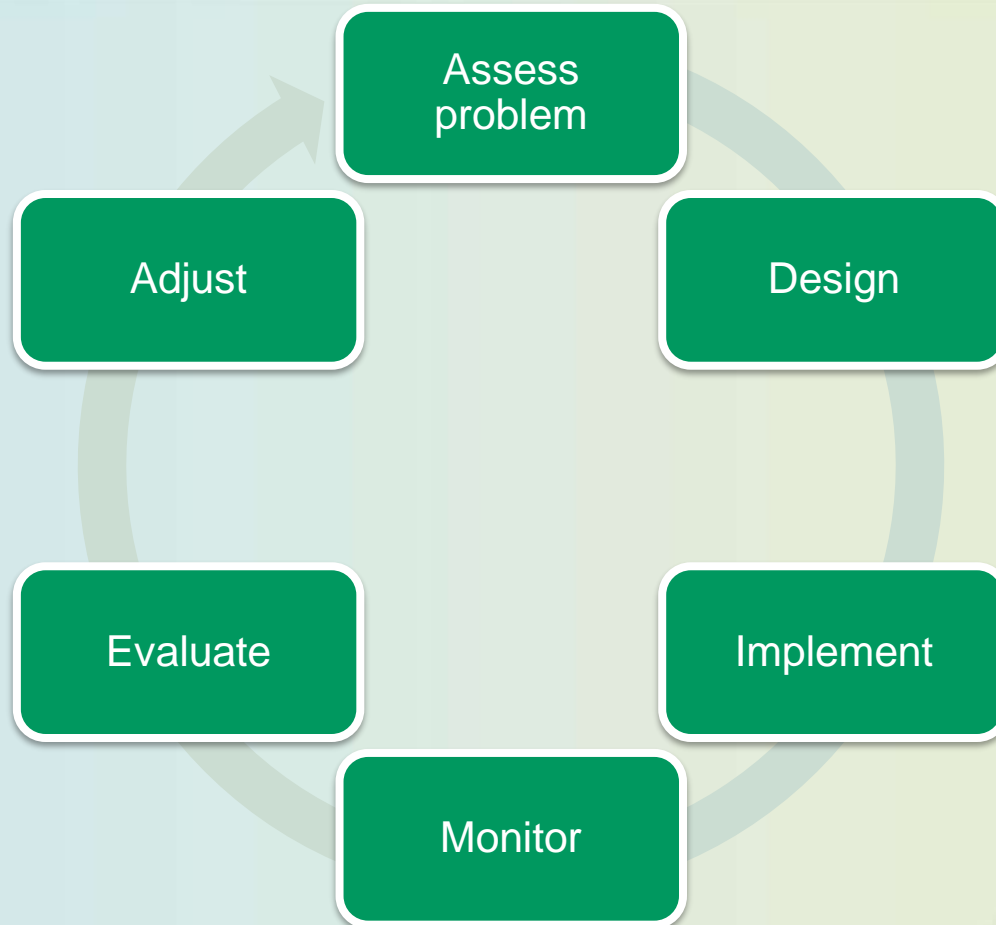 Assess
problem
Design
Implement
Monitor
Evaluate
Adjust